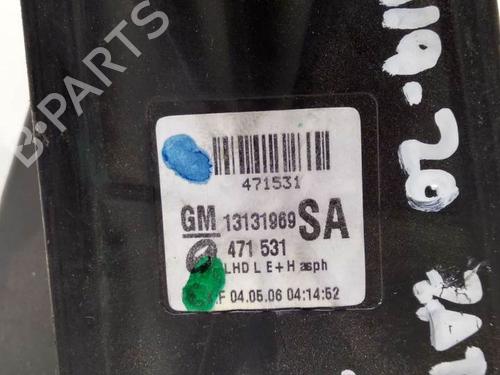 B-PARTS
471531
GM 13131969 SA
471 531
LHD L E+H asph
F 04.05.06 04:14:52